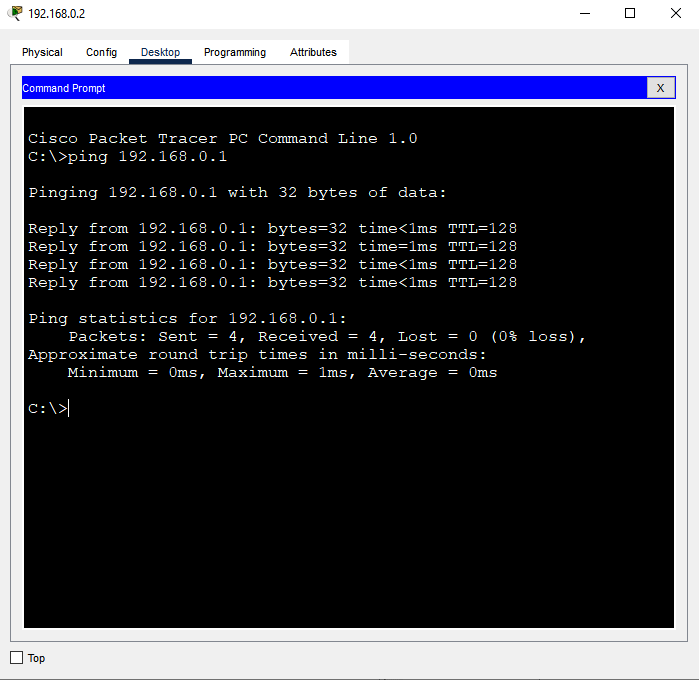 192.168.0.2
Physical Config Desktop Programming Attributes
Command Prompt X
Cisco Packet Tracer PC Command Line 1.0
C:\>ping 192.168.0.1
Pinging 192.168.0.1 with 32 bytes of data:
Reply from 192.168.0.1: bytes=32 time<1ms TTL=128
Reply from 192.168.0.1: bytes=32 time=1ms TTL=128
Reply from 192.168.0.1: bytes=32 time<1ms TTL=128
Reply from 192.168.0.1: bytes=32 time<1ms TTL=128
Ping statistics for 192.168.0.1:
Packets: Sent = 4, Received = 4, Lost = 0 (0% loss),
Approximate round trip times in milli-seconds:
Minimum = 0ms, Maximum = 1ms, Average = 0ms
C:\>
Top